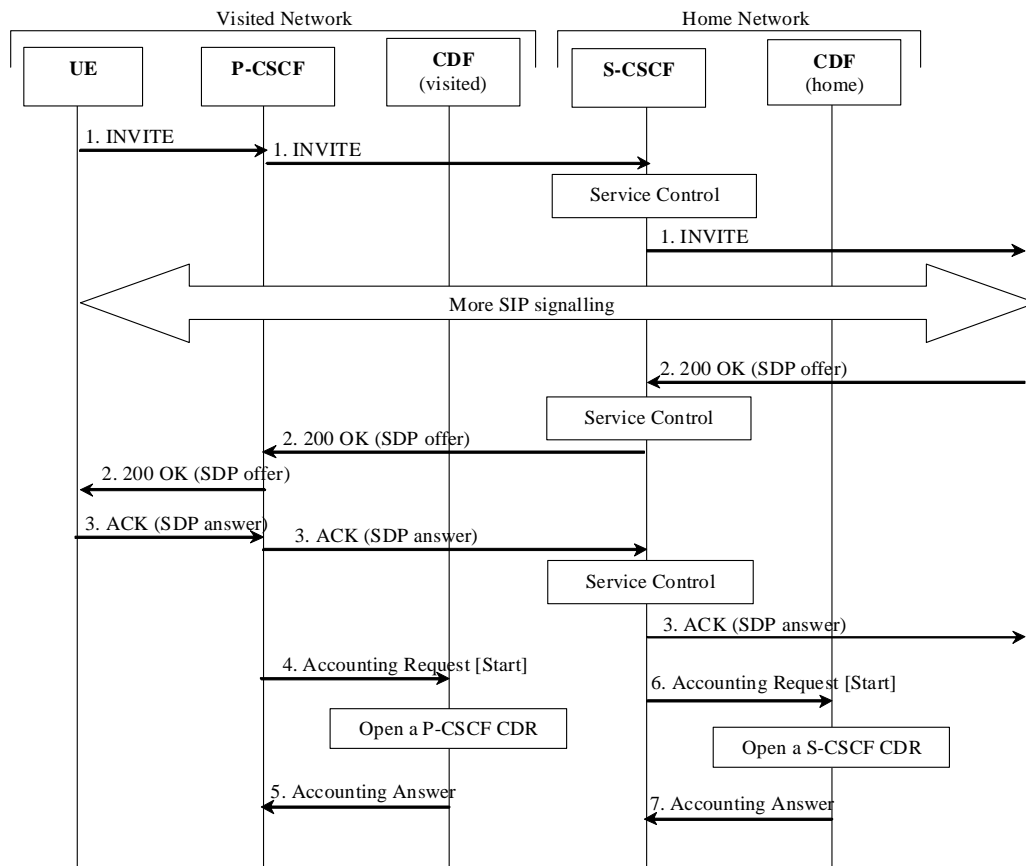 Visited Network
Home Network
UE
P-CSCF
CDF
(visited)
S-CSCF
CDF
(home)
1. INVITE
1. INVITE
Service Control
1. INVITE
More SIP signalling
2. 200 OK (SDP offer)
Service Control
2. 200 OK (SDP offer)
2. 200 OK (SDP offer)
3. ACK (SDP answer)
3. ACK (SDP answer)
Service Control
3. ACK (SDP answer)
4. Accounting Request [Start]
6. Accounting Request [Start]
Open a P-CSCF CDR
Open a S-CSCF CDR
5. Accounting Answer
7. Accounting Answer